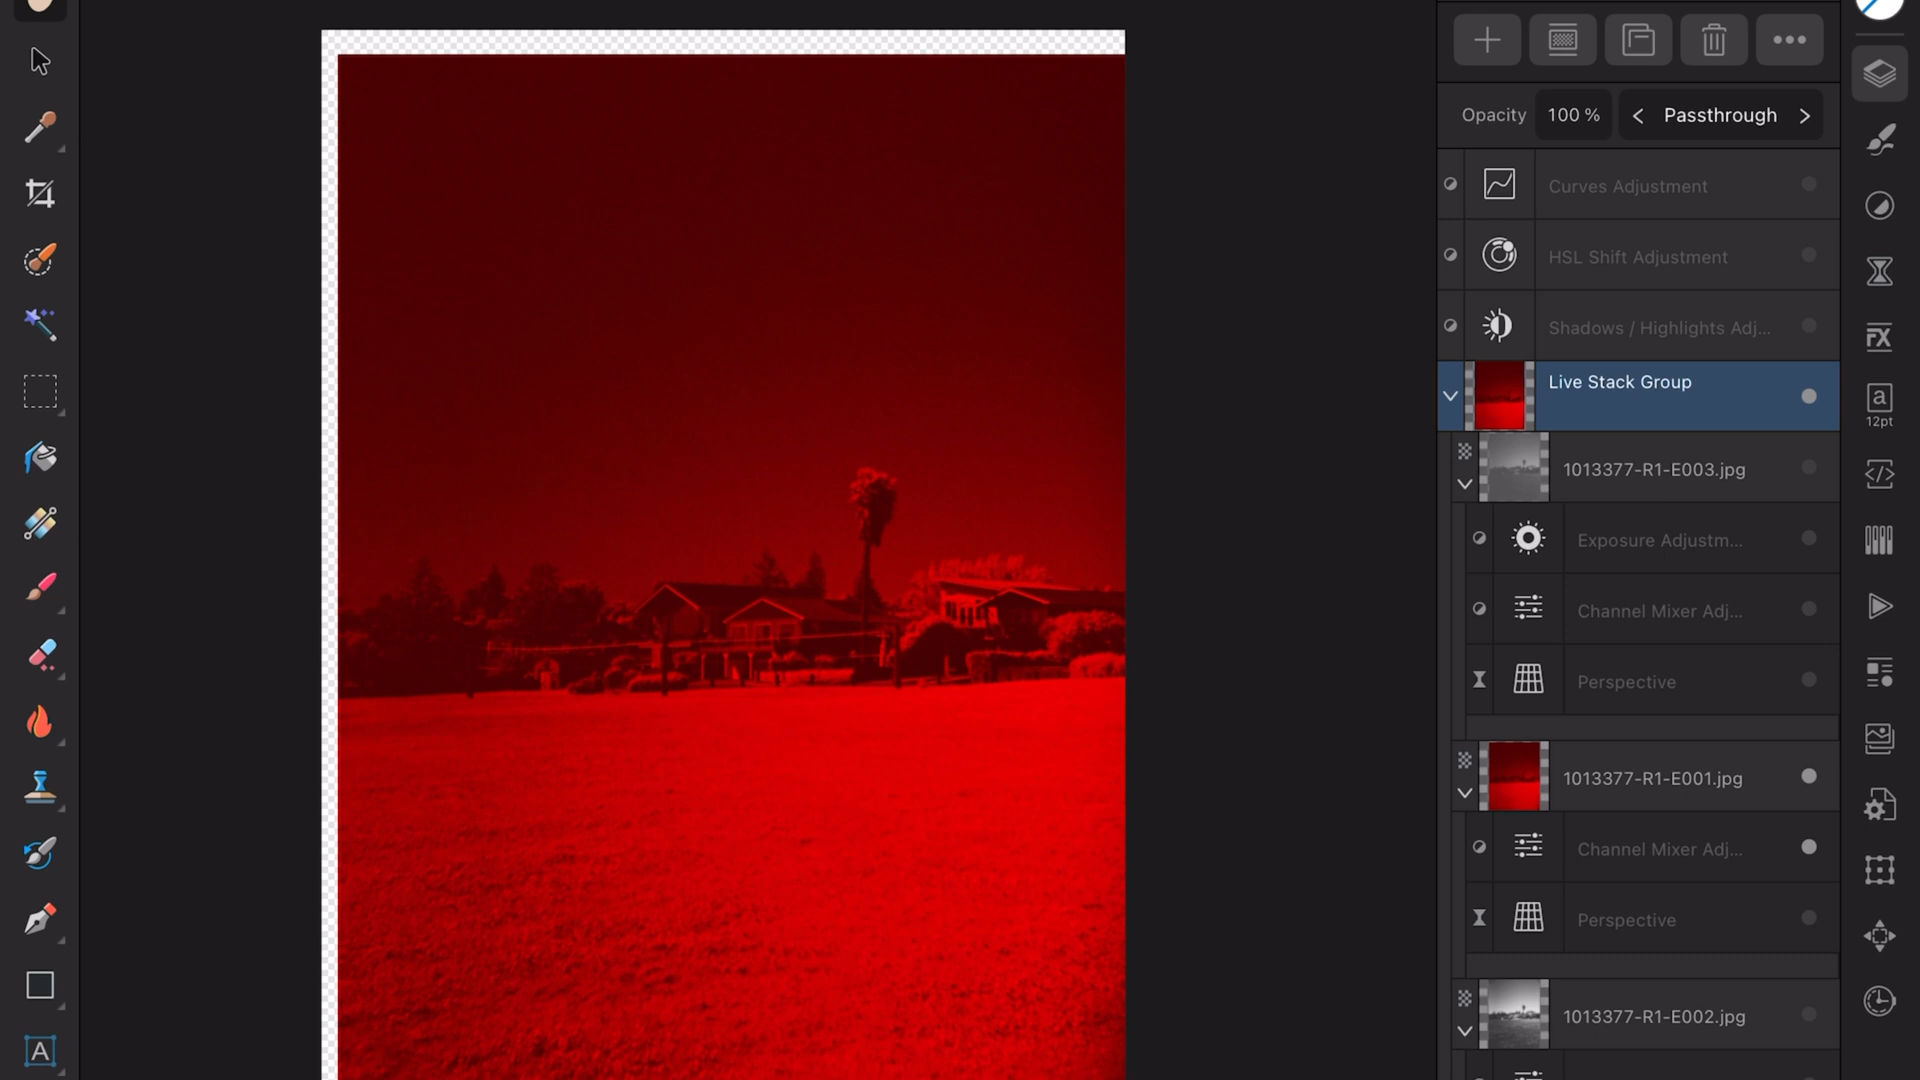 Opacity 100 % < Passthrough >
Curves Adjustment
HSL Shift Adjustment
Shadows / Highlights Adj...
Live Stack Group
1013377-R1-E003.jpg
Exposure Adjustm...
Channel Mixer Adj...
Perspective
1013377-R1-E001.jpg
Channel Mixer Adj...
Perspective
1013377-R1-E002.jpg
FX
a
12pt
A